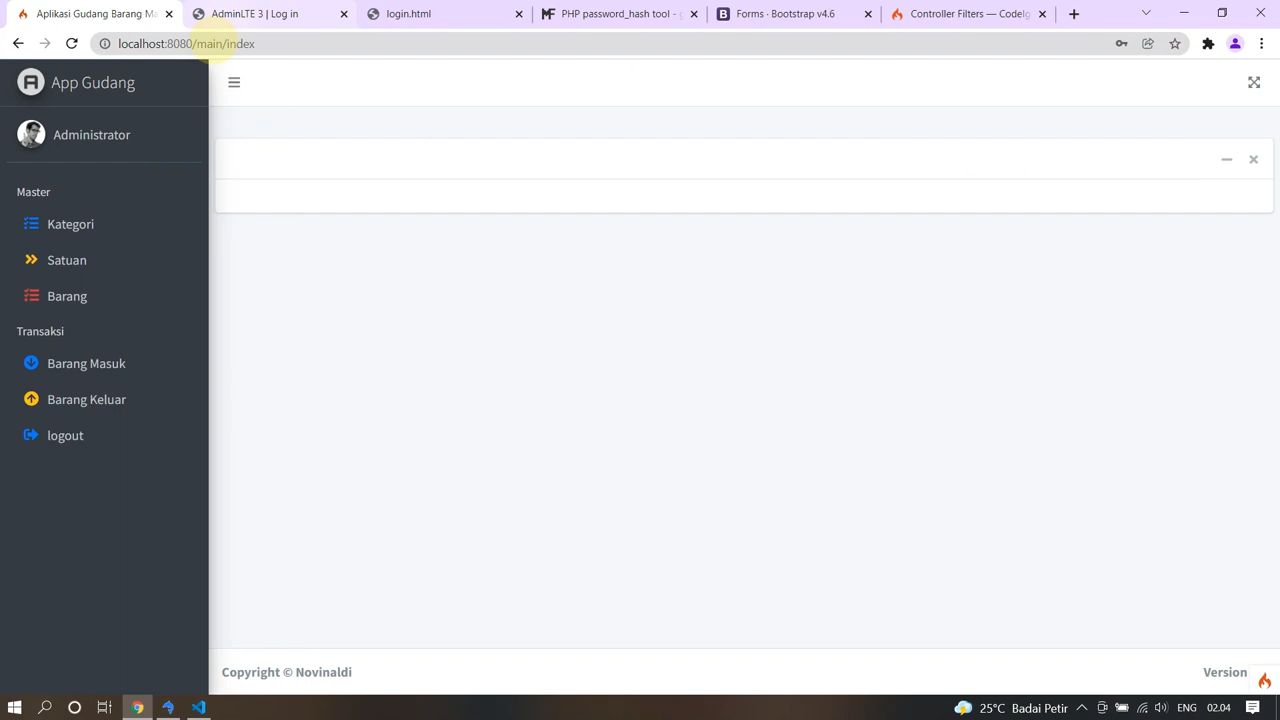 Aplikasi Gudang Barang Ma
AdminLTE 3 | Log in
login.html
PHP password_hash tool - g
Forms · Bootstrap v4.6
Controller Filters — CodeIg
localhost:8080/main/index
App Gudang
Administrator
Master
Kategori
Satuan
Barang
Transaksi
Barang Masuk
Barang Keluar
logout
Copyright © Novinaldi
Version
25°C Badai Petir
ENG
02.04